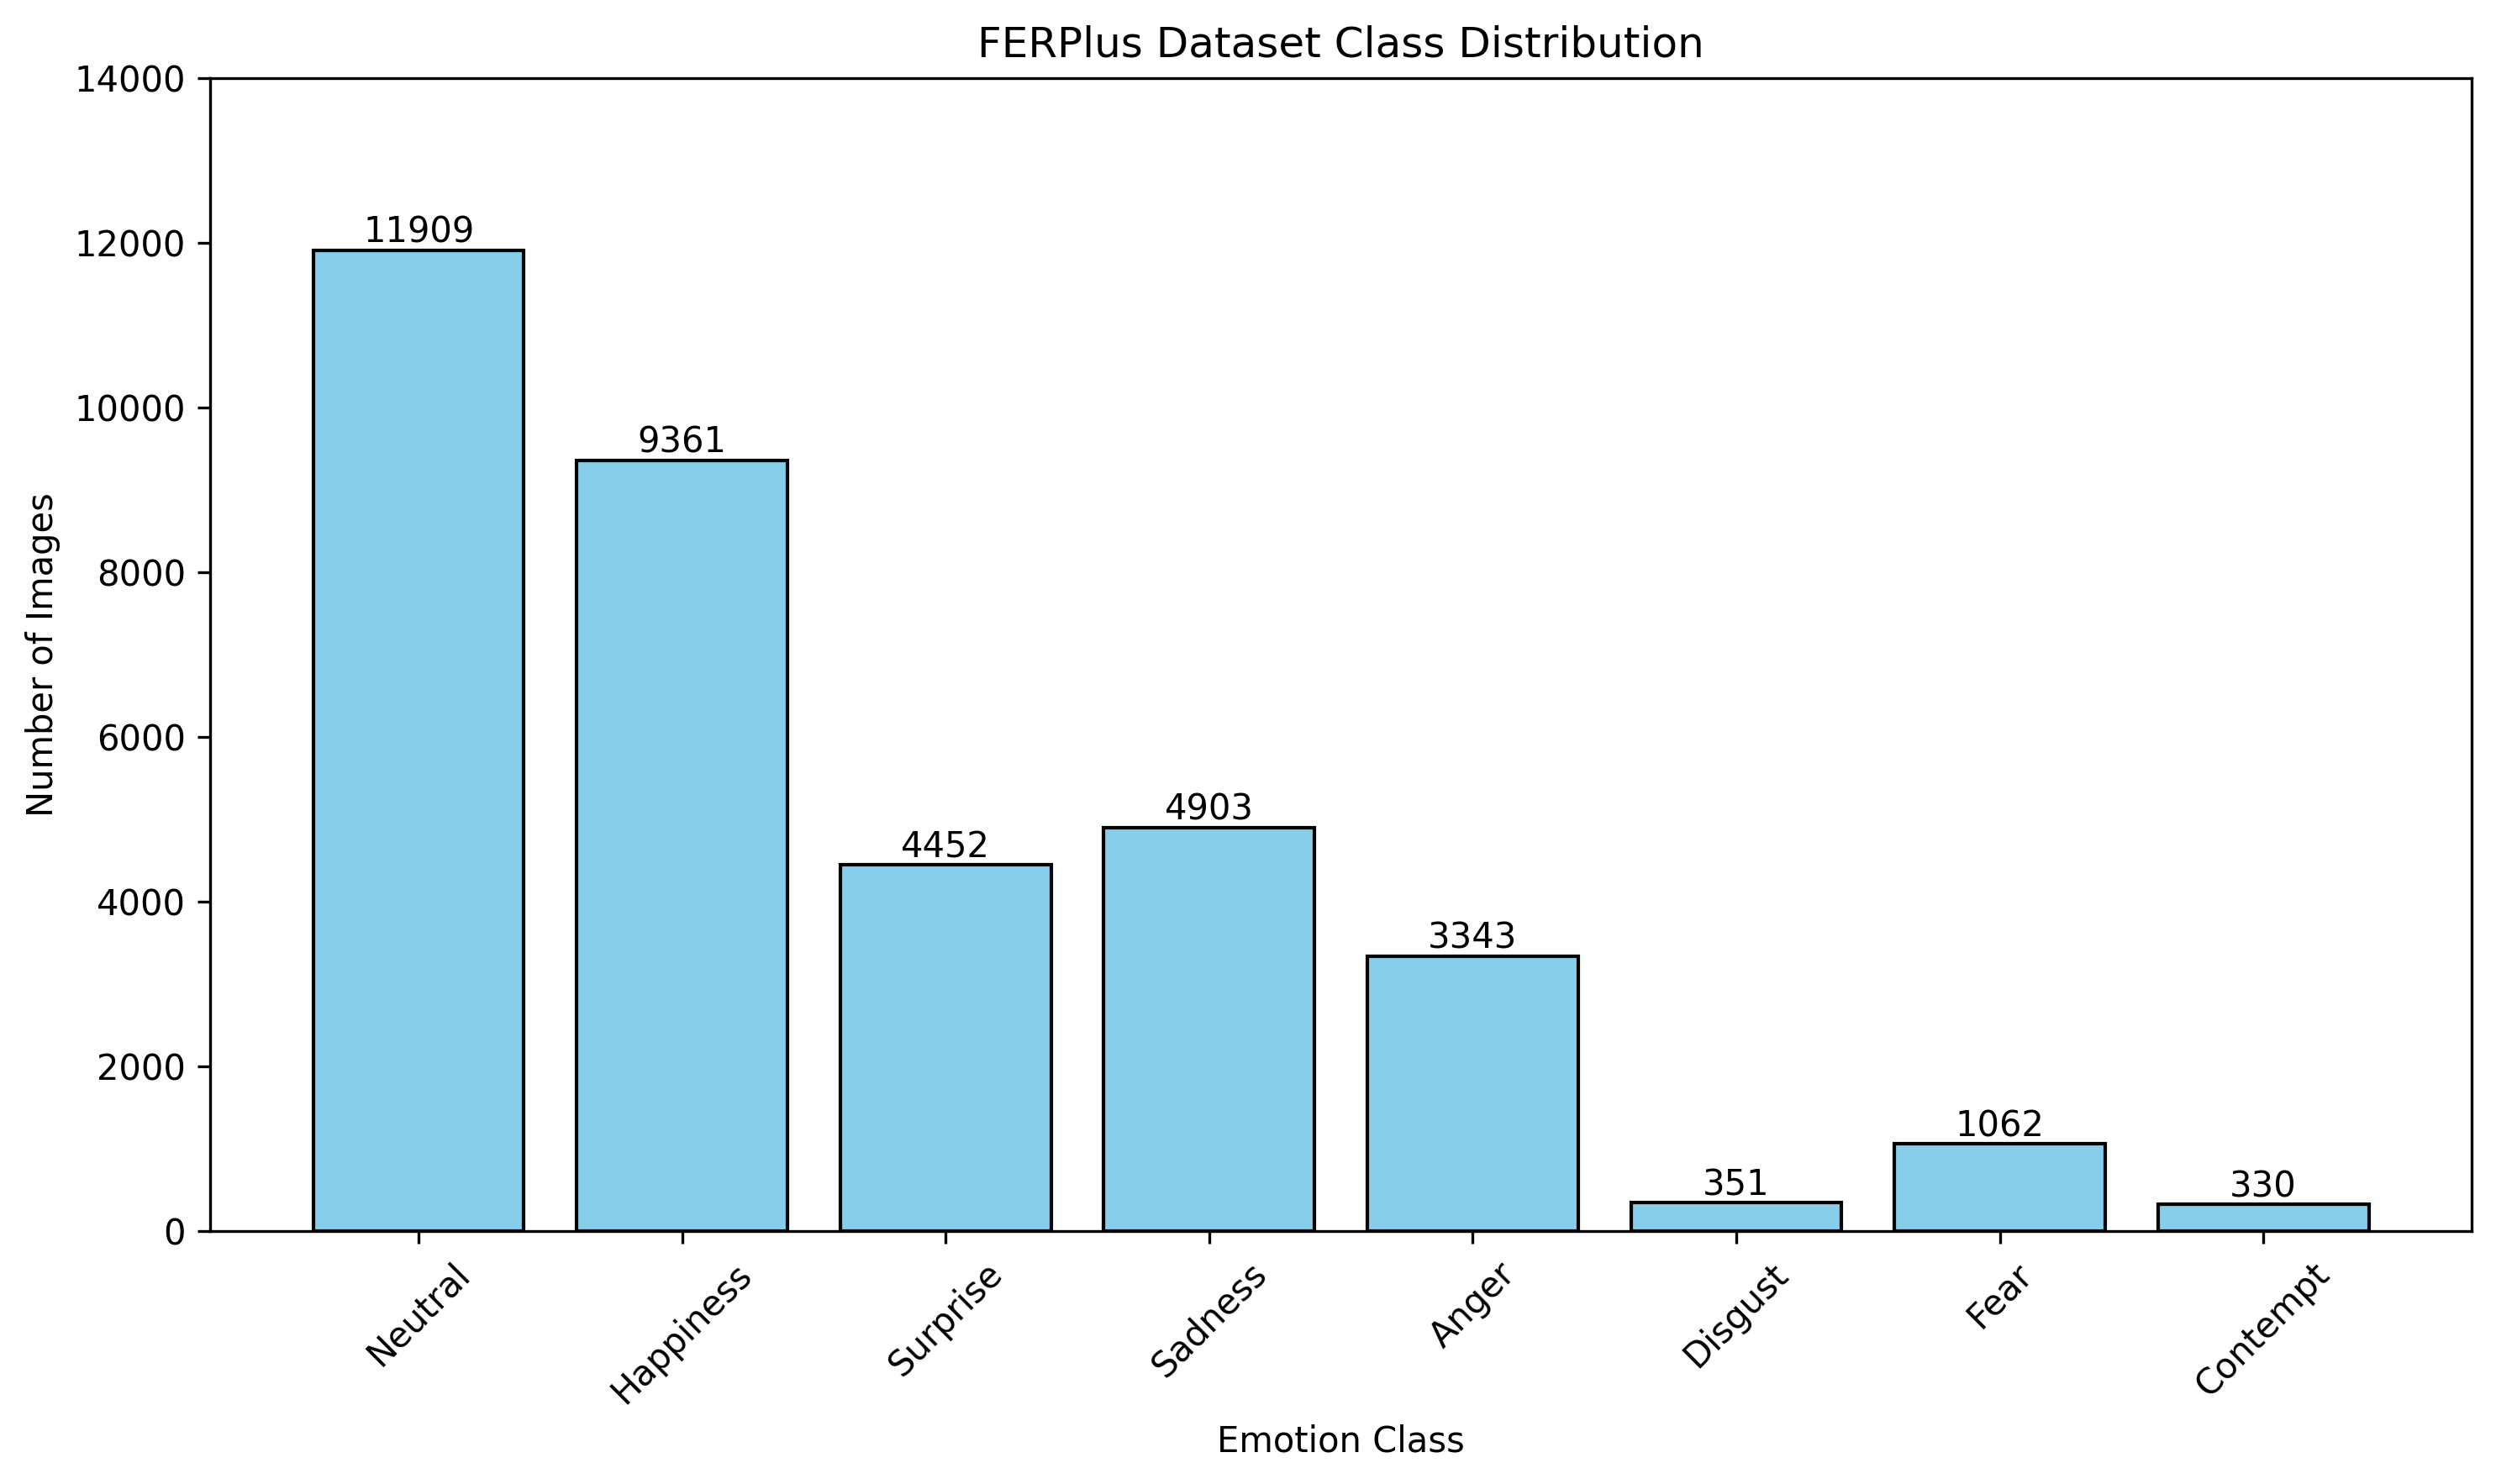 FERPlus Dataset Class Distribution
14000
12000
10000
8000
6000
4000
2000
0
Number of Images
11909
9361
4452
4903
3343
351
1062
330
Neutral
Happiness
Surprise
Sadness
Anger
Disgust
Fear
Contempt
Emotion Class